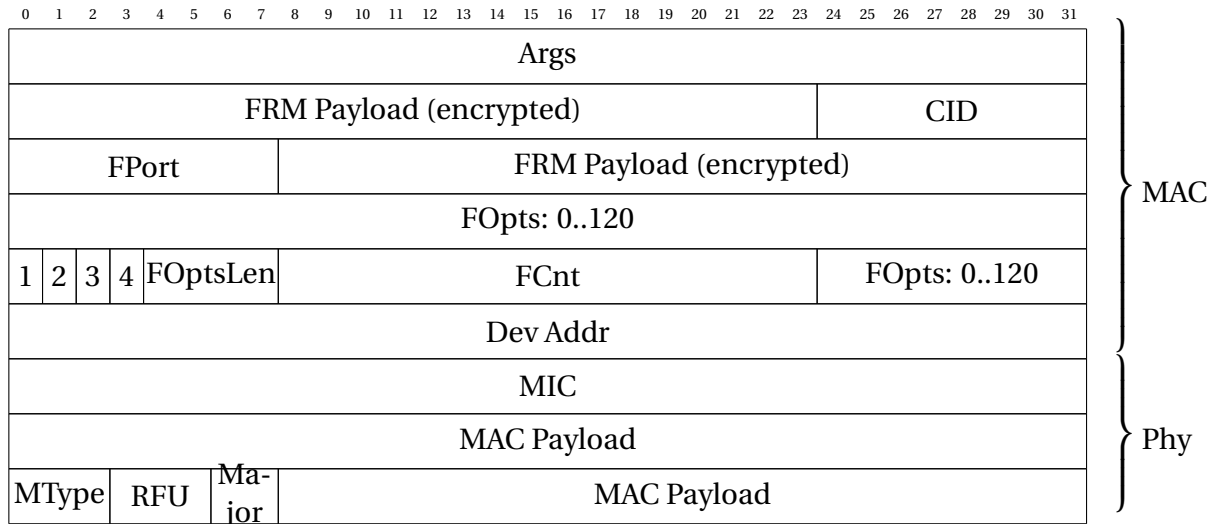 0 1 2 3 4 5 6 7 8 9 10 11 12 13 14 15 16 17 18 19 20 21 22 23 24 25 26 27 28 29 30 31
Args
FRM Payload (encrypted) CID
FPort FRM Payload (encrypted)
MAC
FOpts: 0..120
1 2 3 4 FOptsLen FCnt FOpts: 0..120
Dev Addr
MIC
MAC Payload
Phy
MType RFU Ma-
jor
MAC Payload